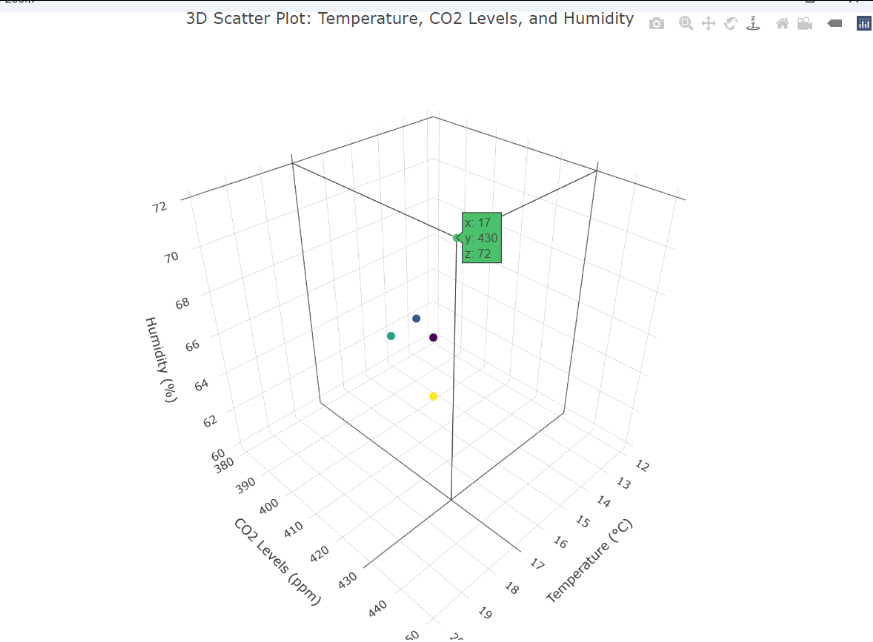 3D Scatter Plot: Temperature, CO2 Levels, and Humidity
z
x: 17
y: 430
z: 72
72
70
68
66
64
62
60
Humidity (%)
380
390
400
410
420
430
440
CO2 Levels (ppm)
12
13
14
15
16
17
18
19
Temperature (°C)